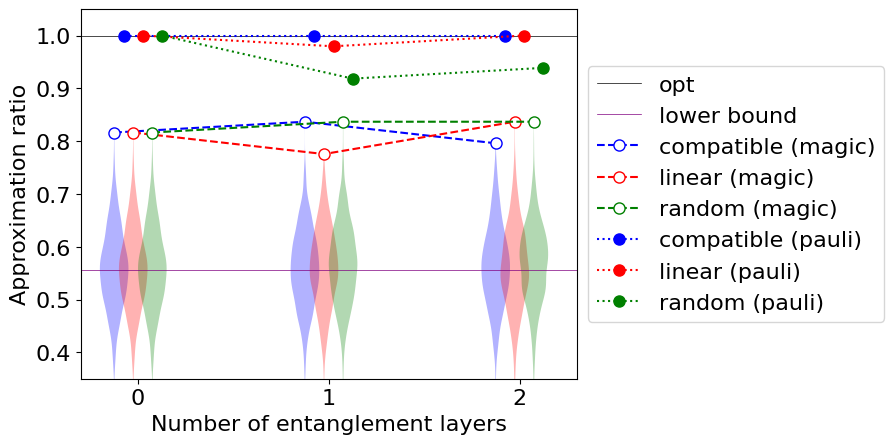 1.0
0.9
0.8
0.7
0.6
0.5
0.4
Approximation ratio
0 1 2
Number of entanglement layers
opt
lower bound
compatible (magic)
linear (magic)
random (magic)
compatible (pauli)
linear (pauli)
random (pauli)